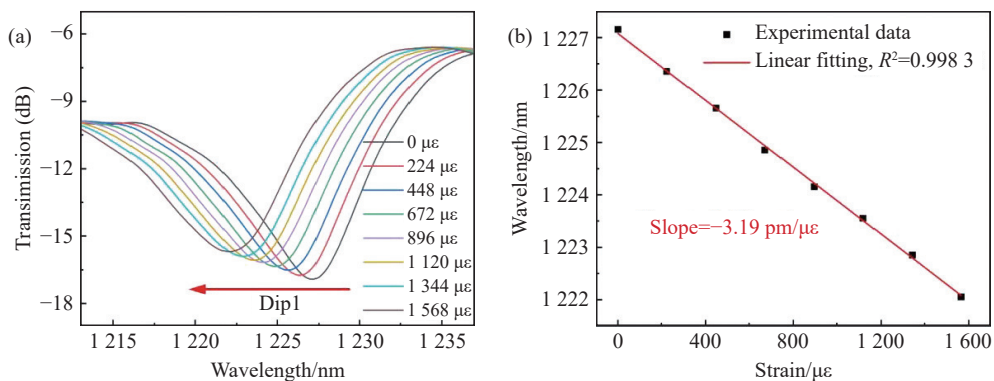 (a)
Transimission (dB)
−6
−9
−12
−15
−18
0 με
224 με
448 με
672 με
896 με
1 120 με
1 344 με
1 568 με
Dip1
1 215
1 220
1 225
1 230
1 235
Wavelength/nm
(b)
Wavelength/nm
1 227
1 226
1 225
1 224
1 223
1 222
Experimental data
Linear fitting, R²=0.998 3
Slope=−3.19 pm/με
0
400
800
1 200
1 600
Strain/με